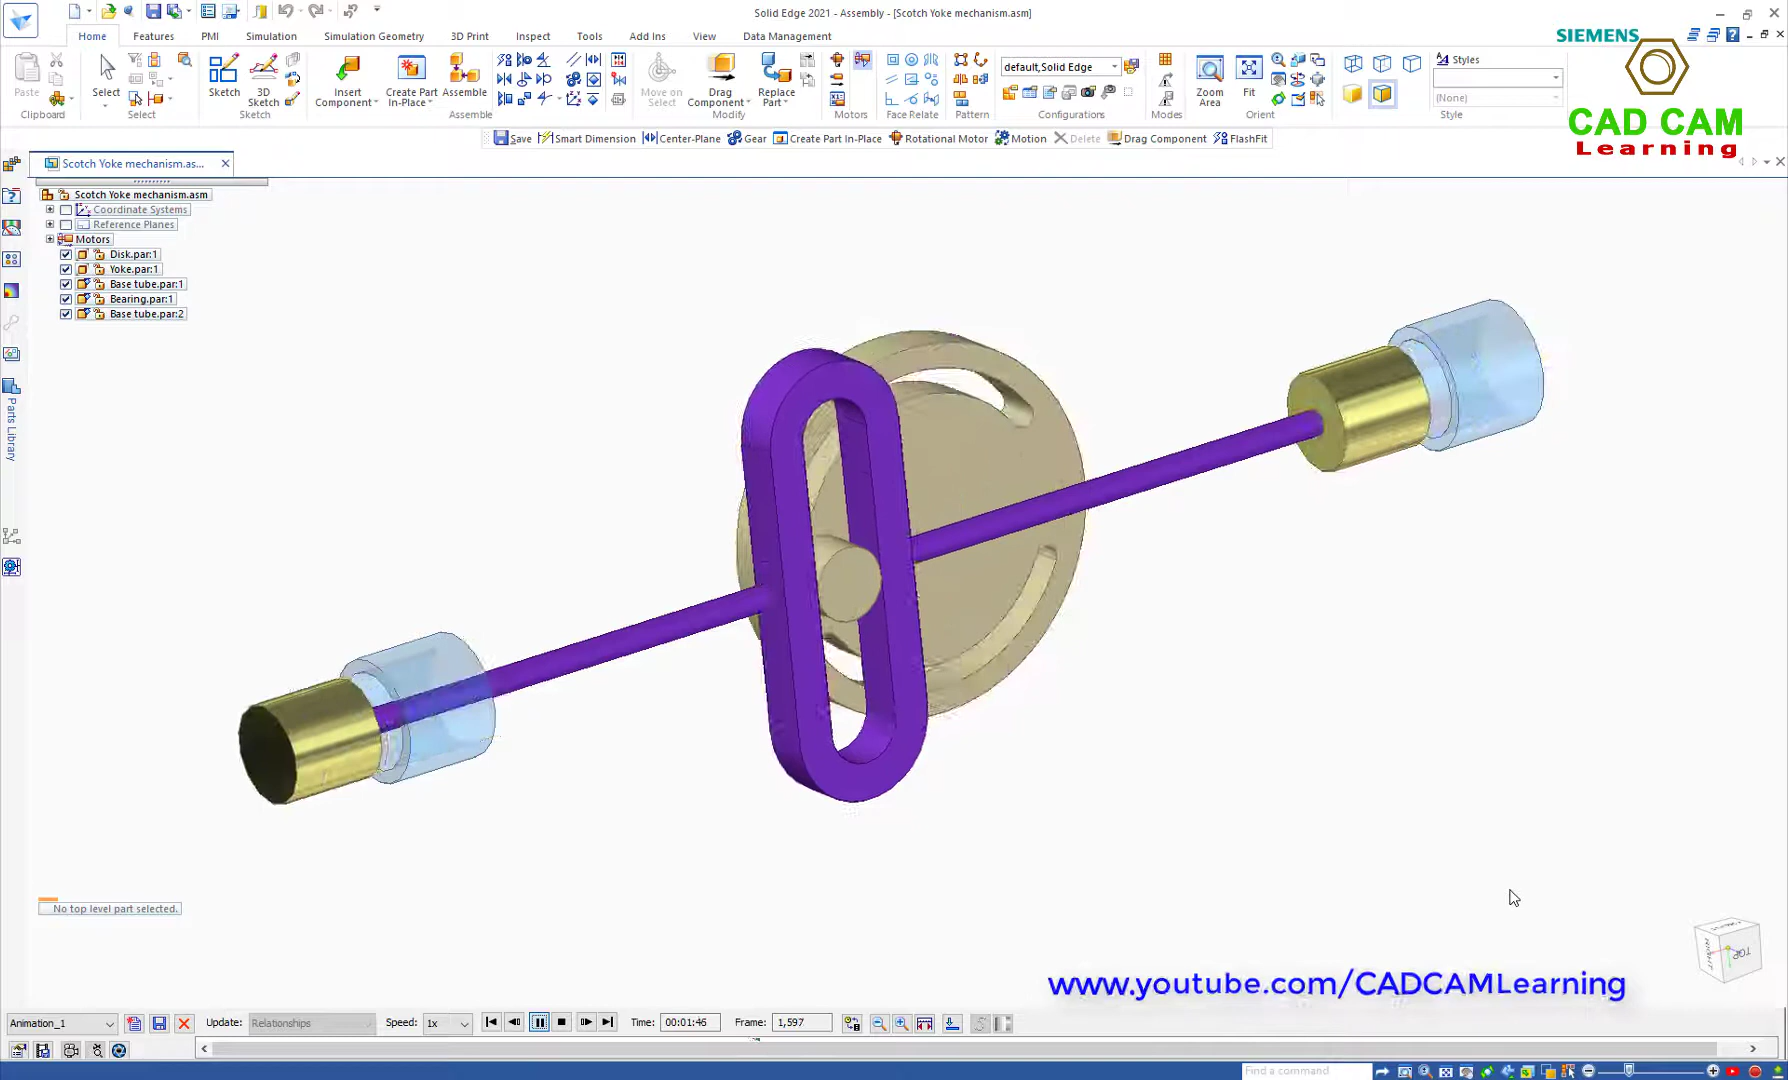 Solid Edge 2021 - Assembly - [Scotch Yoke mechanism.asm]
Home Features PMI Simulation Simulation Geometry 3D Print Inspect Tools Add Ins View Data Management
SIEMENS
CAD CAM
Learning
Paste
Clipboard
Select
Select
Sketch
3D Sketch
Sketch
Insert Component
Create Part In-Place
Assemble
Assemble
Move on Select
Drag Component
Replace Part
Modify
Motors
Face Relate
Pattern
default,Solid Edge
Configurations
Modes
Zoom Area
Fit
Orient
Styles
(None)
Style
Save Smart Dimension Center-Plane Gear Create Part In-Place Rotational Motor Motion Delete Drag Component FlashFit
Scotch Yoke mechanism.as...
Scotch Yoke mechanism.asm
Coordinate Systems
Reference Planes
Motors
Disk.par:1
Yoke.par:1
Base tube.par:1
Bearing.par:1
Base tube.par:2
Parts Library
No top level part selected.
RIGHT
TOP
www.youtube.com/CADCAMLearning
Animation_1 Update: Relationships Speed: 1x Time: 00:01:46 Frame: 1,597
Find a command